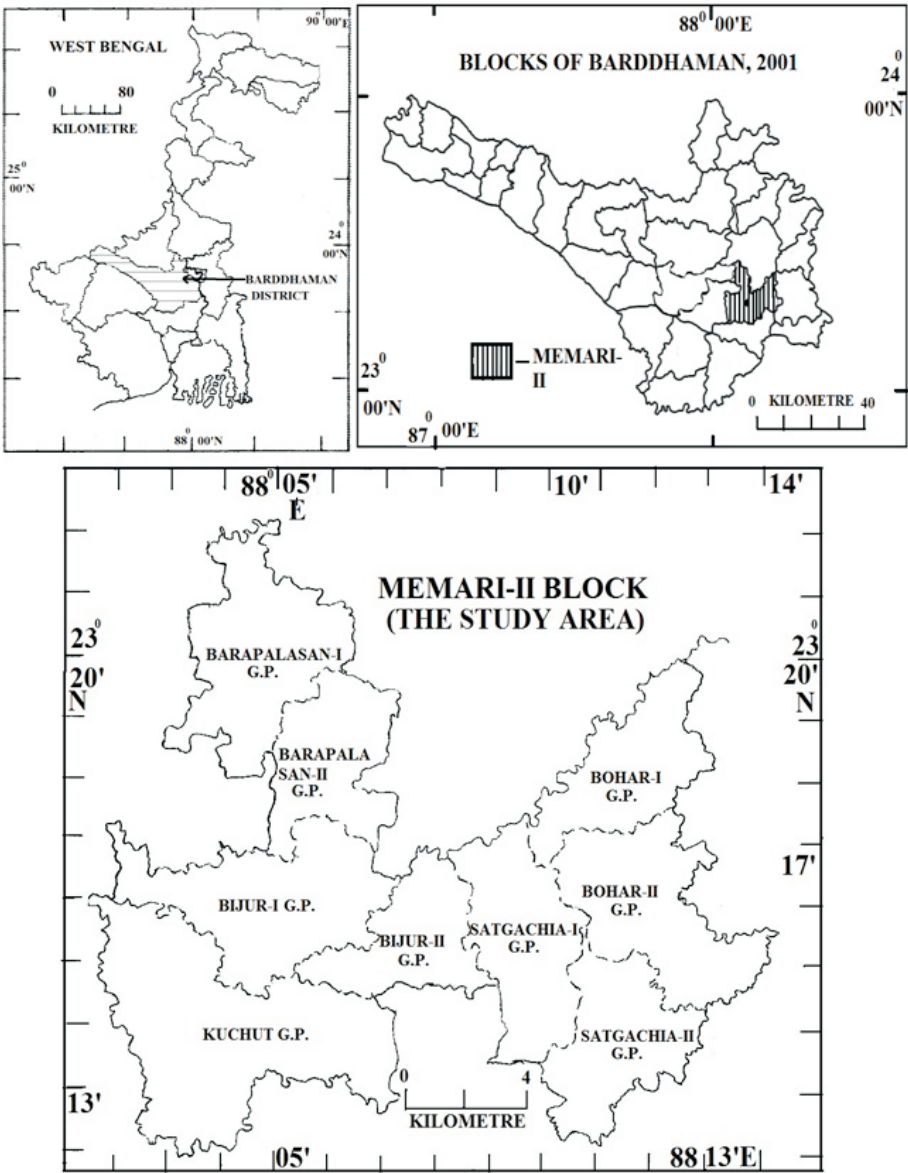 90° 00'E
WEST BENGAL
0 80
KILOMETRE
25° 00'N
24° 00'N
BARDDHAMAN
DISTRICT
88° 00'N
88° 00'E
BLOCKS OF BARDDHAMAN, 2001
24° 00'N
MEMARI-
II
23° 00'N
0 KILOMETRE 40
87° 00'E
88° 05'
E
10'
14'
MEMARI-II BLOCK
(THE STUDY AREA)
23°
20'
N
23°
20'
N
BARAPALASAN-I
G.P.
BARAPALA
SAN-II
G.P.
BOHAR-I
G.P.
17'
BIJUR-I G.P.
BOHAR-II
G.P.
SATGACHIA-I
G.P.
BIJUR-II
G.P.
KUCHUT G.P.
SATGACHIA-II
G.P.
13'
0 4
KILOMETRE
05'
88 13'E